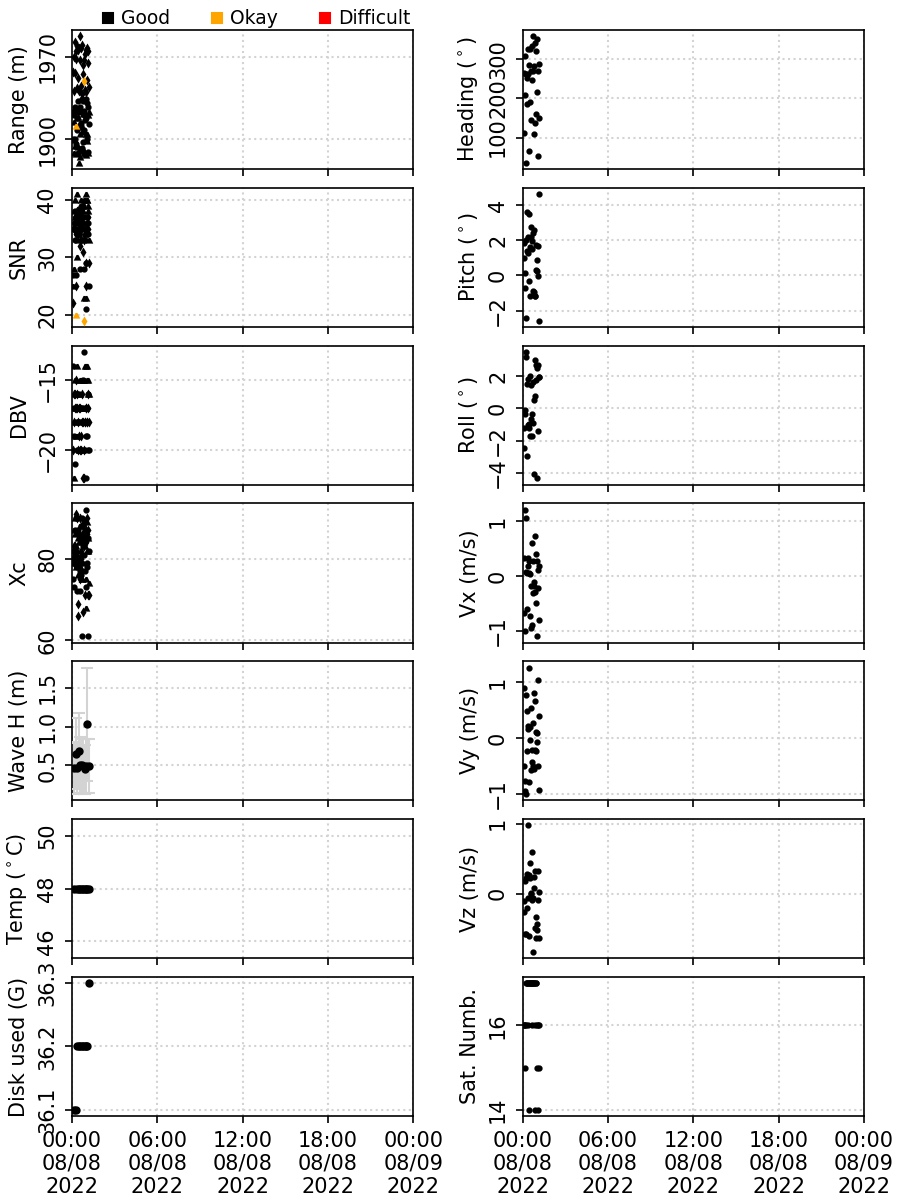 Good Okay Difficult
Range (m)
1970
1900
Heading (°)
300
200
100
SNR
40
30
20
Pitch (°)
4
2
0
−2
DBV
−15
−20
Roll (°)
2
0
−2
−4
Xc
80
60
Vx (m/s)
1
0
−1
Wave H (m)
1.5
1.0
0.5
Vy (m/s)
1
0
−1
Temp (°C)
50
48
46
Vz (m/s)
1
0
Disk used (G)
36.3
36.2
36.1
Sat. Numb.
16
14
00:00 06:00 12:00 18:00 00:00
08/08 08/08 08/08 08/08 08/09
2022 2022 2022 2022 2022
00:00 06:00 12:00 18:00 00:00
08/08 08/08 08/08 08/08 08/09
2022 2022 2022 2022 2022